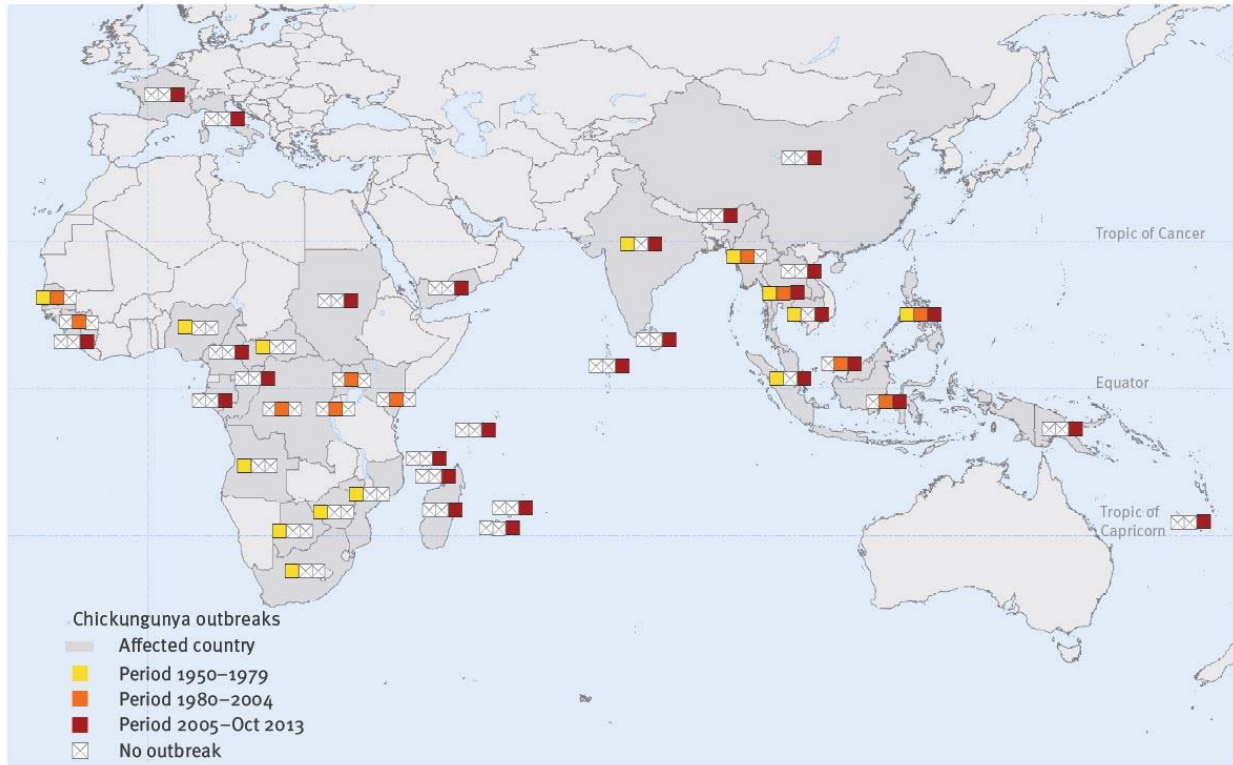 Tropic of Cancer
Equator
Tropic of
Capricorn
Chickungunya outbreaks
Affected country
Period 1950–1979
Period 1980–2004
Period 2005–Oct 2013
No outbreak